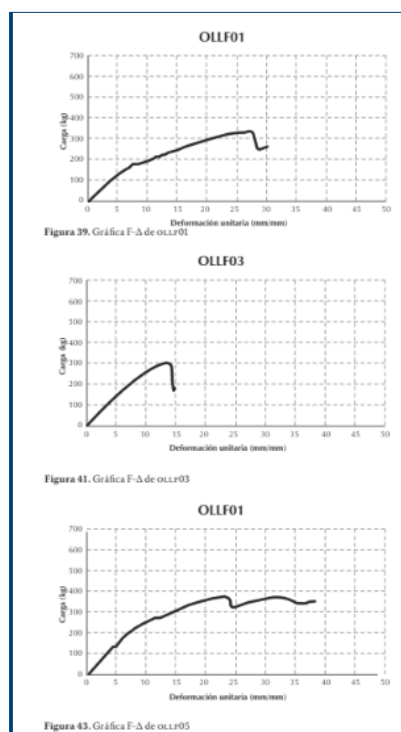 OLLF01
700
600
500
400
300
200
100
0
Carga (kg)
0 5 10 15 20 25 30 35 40 45 50
Deformación unitaria (mm/mm)
Figura 39. Gráfica F-Δ de OLLF01
OLLF03
700
600
500
400
300
200
100
0
Carga (kg)
0 5 10 15 20 25 30 35 40 45 50
Deformación unitaria (mm/mm)
Figura 41. Gráfica F-Δ de OLLF03
OLLF01
700
600
500
400
300
200
100
0
Carga (kg)
0 5 10 15 20 25 30 38 40 45 50
Deformación unitaria (mm/mm)
Figura 43. Gráfica F-Δ de OLLF05